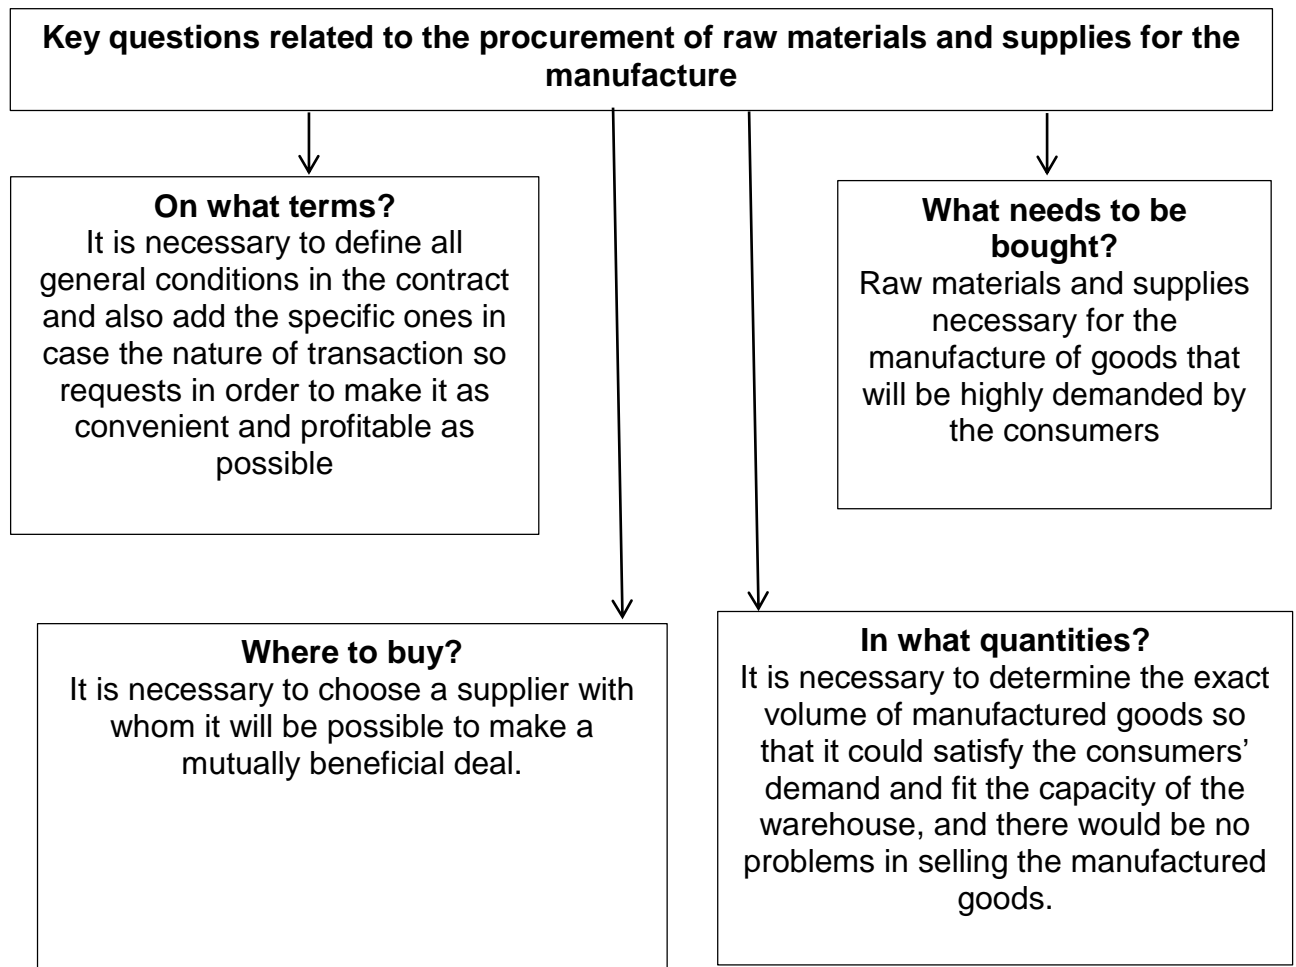 Key questions related to the procurement of raw materials and supplies for the
manufacture
On what terms?
It is necessary to define all
general conditions in the contract
and also add the specific ones in
case the nature of transaction so
requests in order to make it as
convenient and profitable as
possible
What needs to be
bought?
Raw materials and supplies
necessary for the
manufacture of goods that
will be highly demanded by
the consumers
Where to buy?
It is necessary to choose a supplier with
whom it will be possible to make a
mutually beneficial deal.
In what quantities?
It is necessary to determine the exact
volume of manufactured goods so
that it could satisfy the consumers’
demand and fit the capacity of the
warehouse, and there would be no
problems in selling the manufactured
goods.